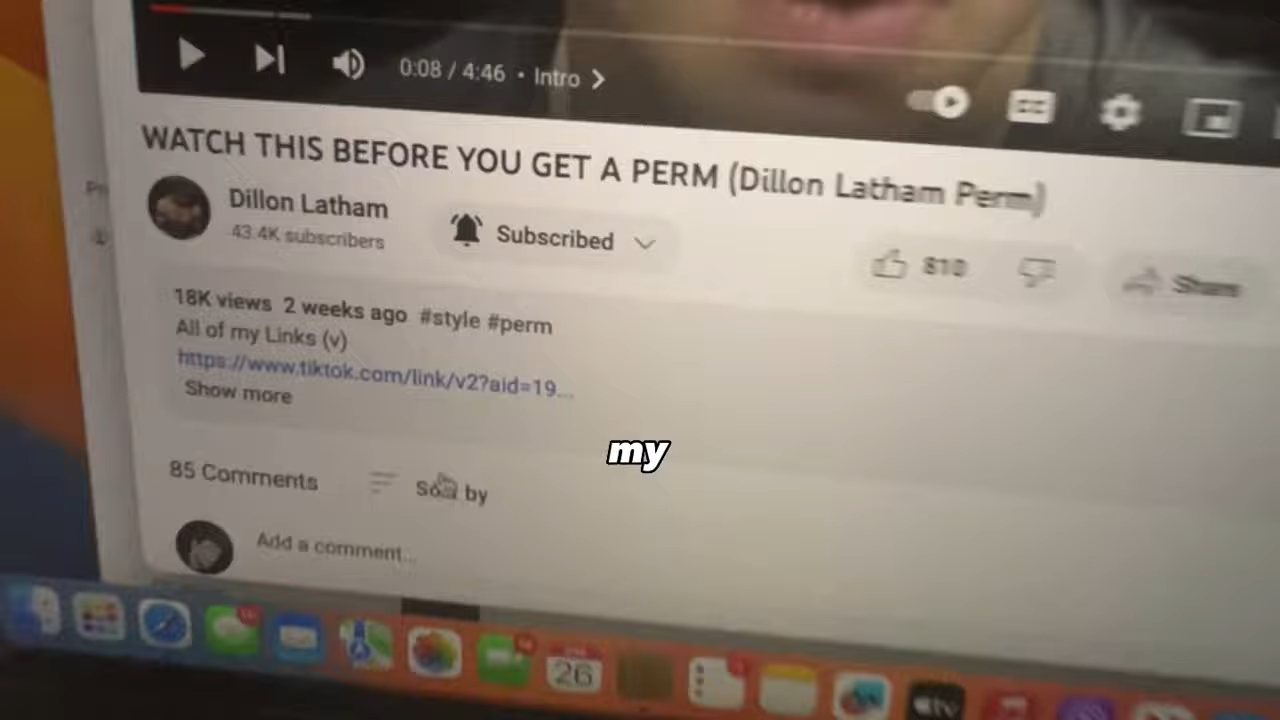 0:08 / 4:46 • Intro
WATCH THIS BEFORE YOU GET A PERM (Dillon Latham Perm)
Dillon Latham
43.4K subscribers
Subscribed
810
Share
18K views 2 weeks ago #style #perm
All of my Links (v)
https://www.tiktok.com/link/v2?aid=19...
Show more
my
85 Comments
Sort by
Add a comment...
26
tv